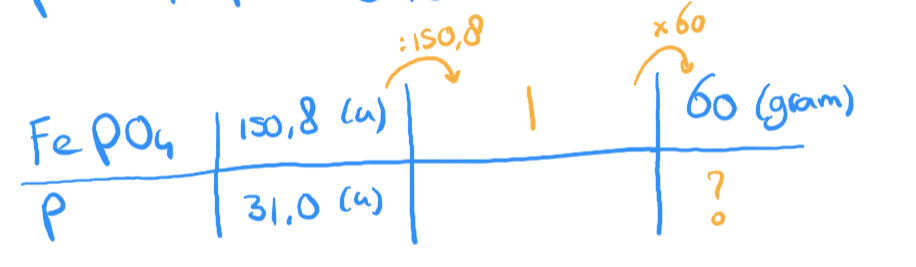 :150,8 x60
FePO4 150,8 (u) 1 60 (gram)
P 31,0 (u) ?